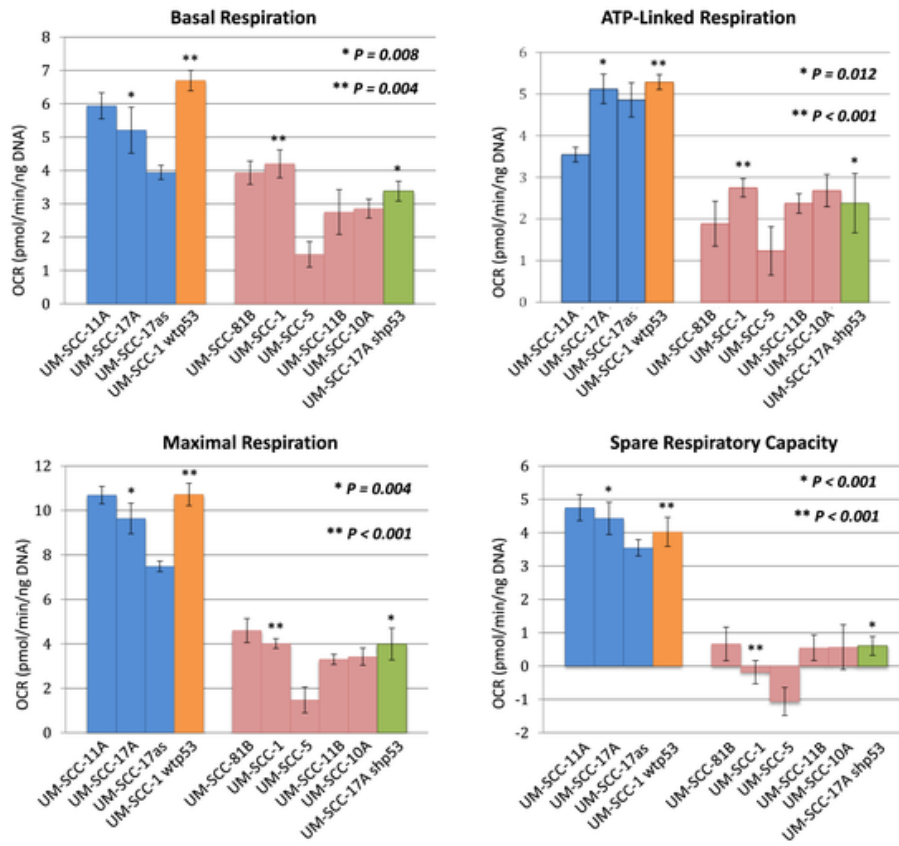 Basal Respiration
8
7
6
5
4
3
2
1
0
OCR (pmol/min/ng DNA)
* P = 0.008
** P = 0.004
*
**
**
*
UM-SCC-11A
UM-SCC-17A
UM-SCC-17as
UM-SCC-1 wtp53
UM-SCC-81B
UM-SCC-1
UM-SCC-5
UM-SCC-11B
UM-SCC-10A
UM-SCC-17A shp53
ATP-Linked Respiration
6
5
4
3
2
1
0
OCR (pmol/min/ng DNA)
* P = 0.012
** P < 0.001
*
**
**
*
UM-SCC-11A
UM-SCC-17A
UM-SCC-17as
UM-SCC-1 wtp53
UM-SCC-81B
UM-SCC-1
UM-SCC-5
UM-SCC-11B
UM-SCC-10A
UM-SCC-17A shp53
Maximal Respiration
12
10
8
6
4
2
0
OCR (pmol/min/ng DNA)
* P = 0.004
** P < 0.001
*
**
**
*
UM-SCC-11A
UM-SCC-17A
UM-SCC-17as
UM-SCC-1 wtp53
UM-SCC-81B
UM-SCC-1
UM-SCC-5
UM-SCC-11B
UM-SCC-10A
UM-SCC-17A shp53
Spare Respiratory Capacity
6
5
4
3
2
1
0
-1
-2
OCR (pmol/min/ng DNA)
* P < 0.001
** P < 0.001
*
**
**
*
UM-SCC-11A
UM-SCC-17A
UM-SCC-17as
UM-SCC-1 wtp53
UM-SCC-81B
UM-SCC-1
UM-SCC-5
UM-SCC-11B
UM-SCC-10A
UM-SCC-17A shp53